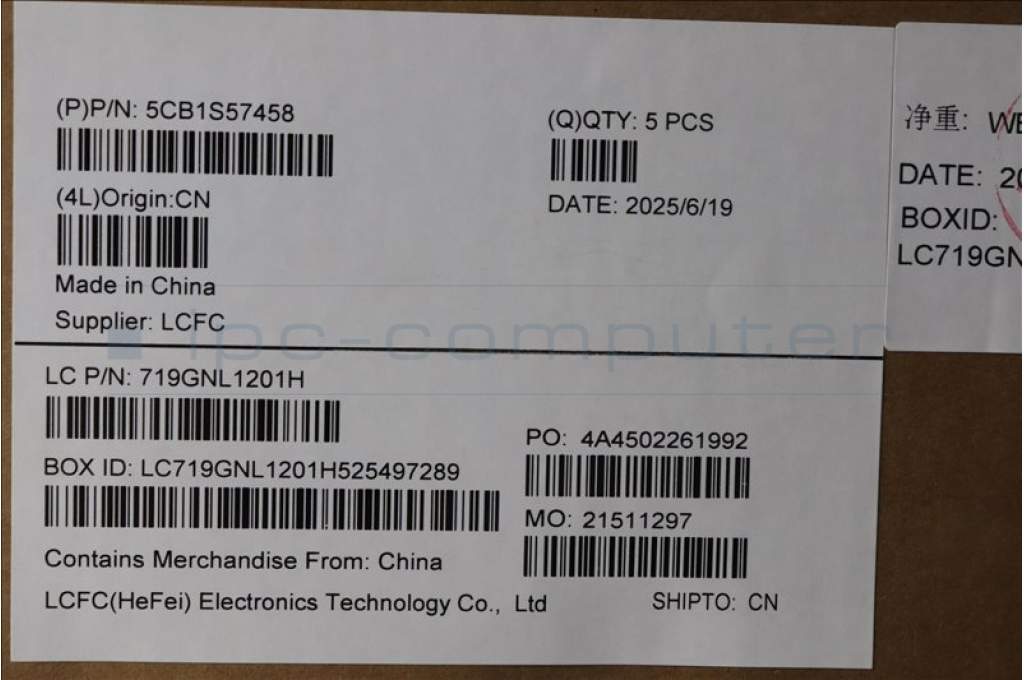 (P)P/N: 5CB1S57458
(Q)QTY: 5 PCS
(4L)Origin:CN
DATE: 2025/6/19
Made in China
Supplier: LCFC
ipc-computer
LC P/N: 719GNL1201H
PO: 4A4502261992
BOX ID: LC719GNL1201H525497289
MO: 21511297
Contains Merchandise From: China
LCFC(HeFei) Electronics Technology Co., Ltd
SHIPTO: CN
净重:
DATE:
BOXID:
LC719GN